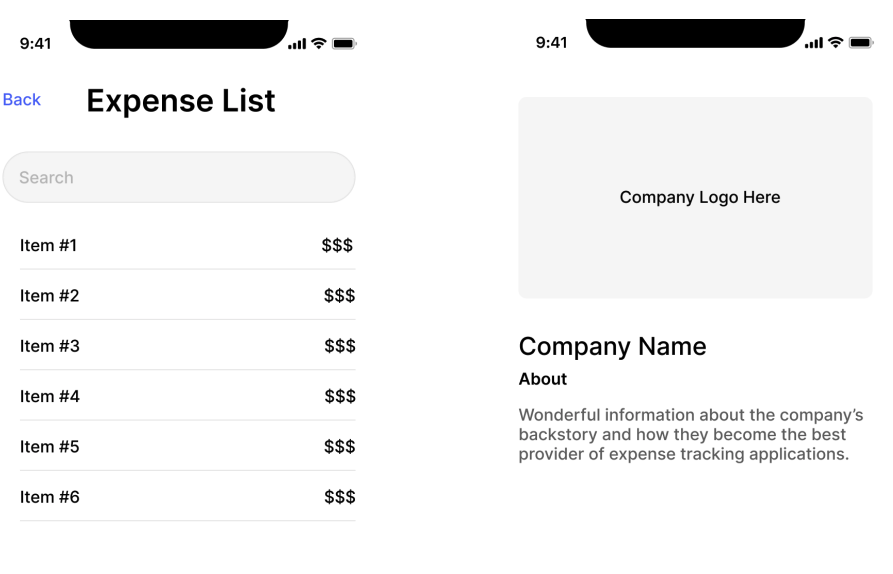 9:41
Back
Expense List
Search
Item #1 $$$
Item #2 $$$
Item #3 $$$
Item #4 $$$
Item #5 $$$
Item #6 $$$
9:41
Company Logo Here
Company Name
About
Wonderful information about the company’s
backstory and how they become the best
provider of expense tracking applications.